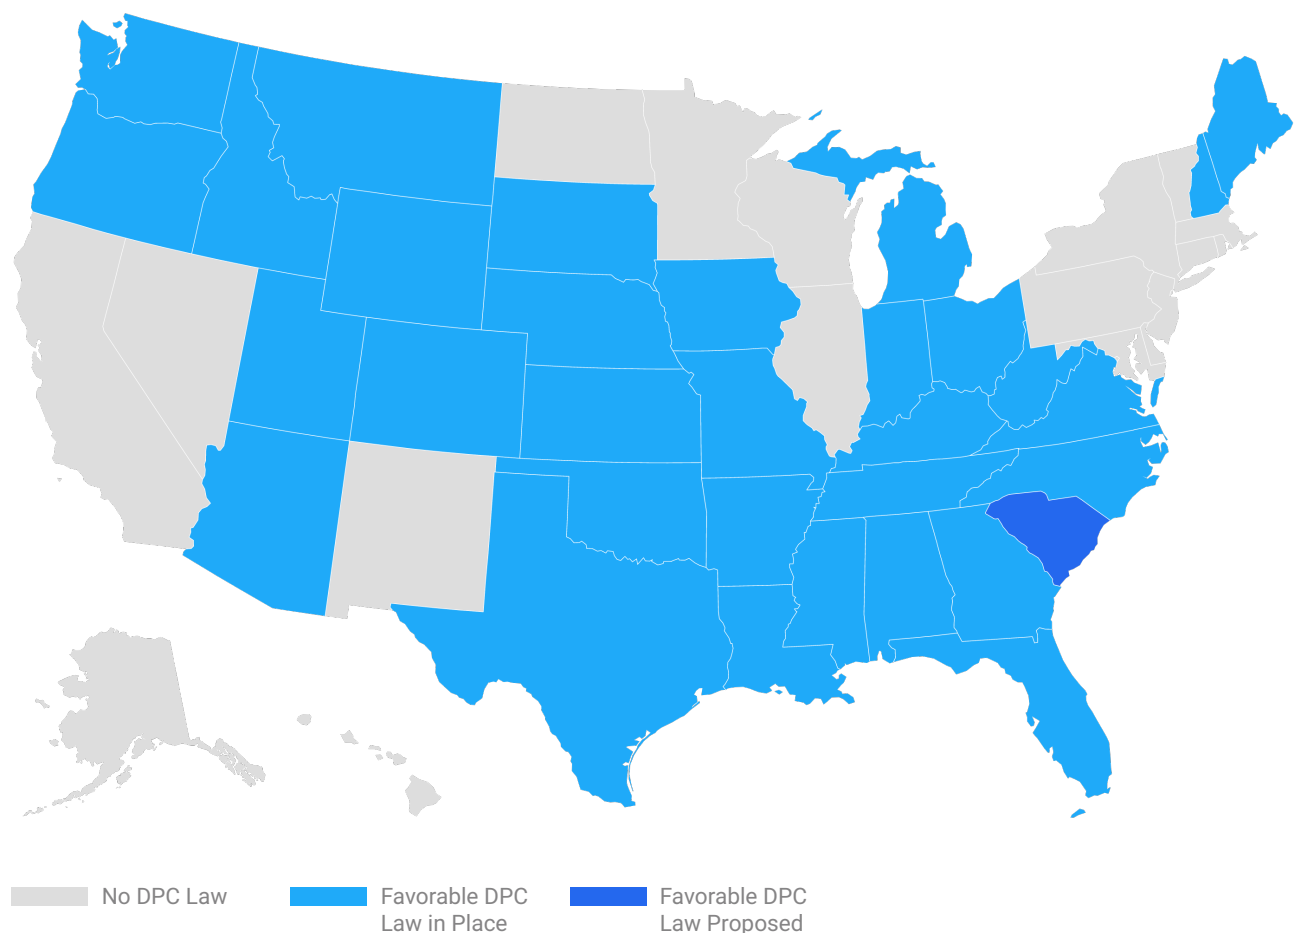 No DPC Law
Favorable DPC
Law in Place
Favorable DPC
Law Proposed